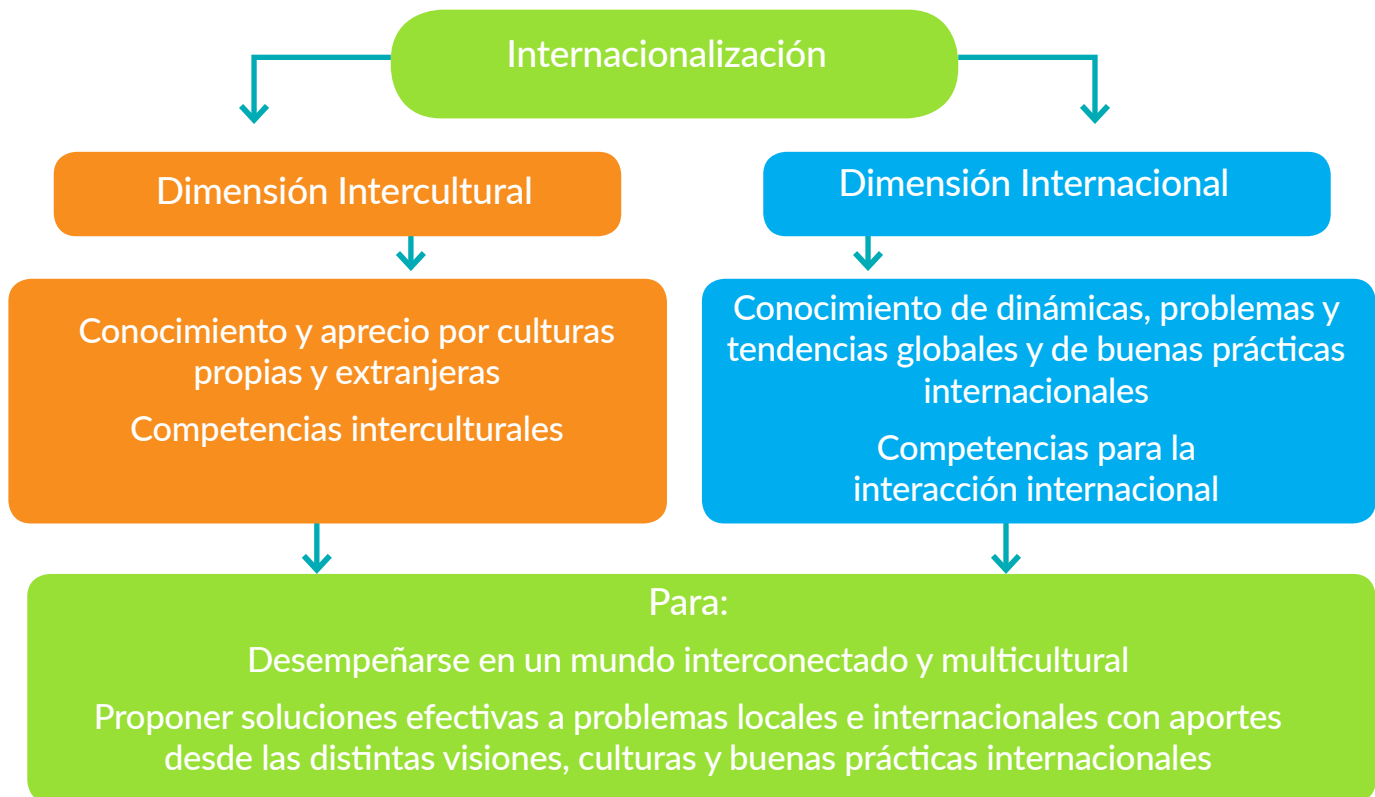 Internacionalización
Dimensión Intercultural
Dimensión Internacional
Conocimiento y aprecio por culturas
propias y extranjeras
Competencias interculturales
Conocimiento de dinámicas, problemas y
tendencias globales y de buenas prácticas
internacionales
Competencias para la
interacción internacional
Para:
Desempeñarse en un mundo interconectado y multicultural
Proponer soluciones efectivas a problemas locales e internacionales con aportes
desde las distintas visiones, culturas y buenas prácticas internacionales